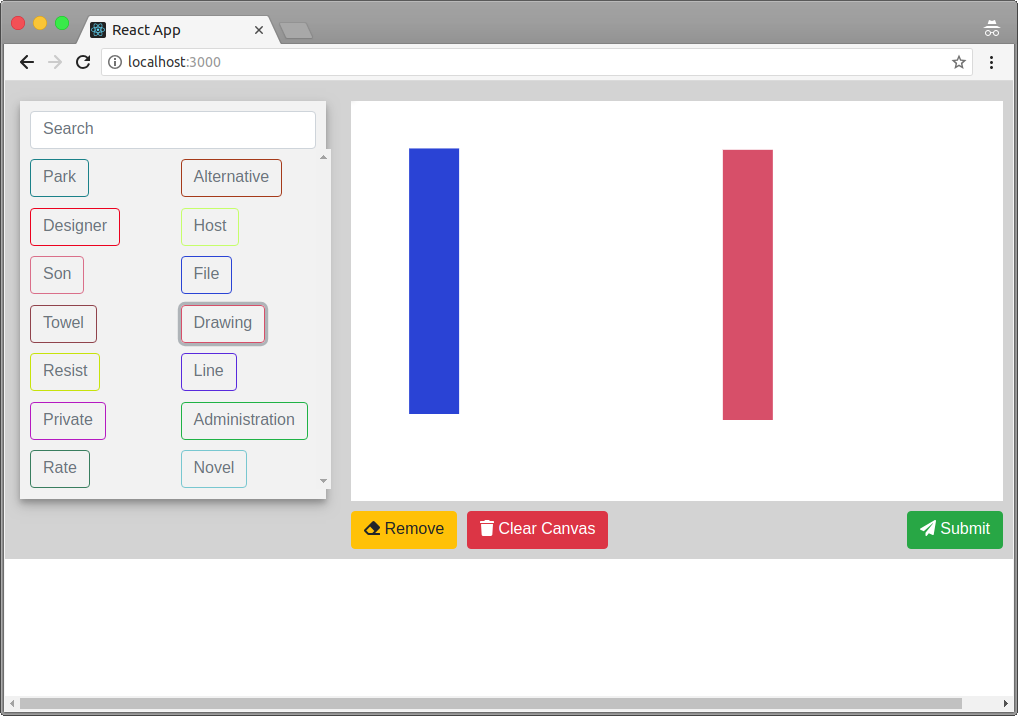 React App
localhost:3000
Search
Park Alternative
Designer Host
Son File
Towel Drawing
Resist Line
Private Administration
Rate Novel
Remove Clear Canvas Submit